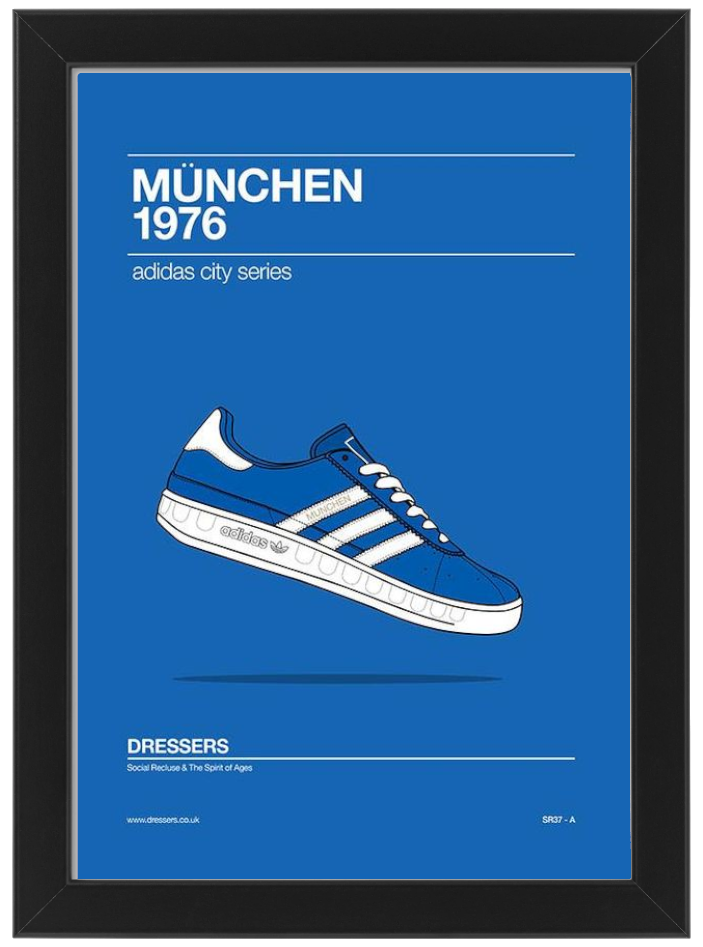 MÜNCHEN
1976
adidas city series
MÜNCHEN
adidas
DRESSERS
Social Recluse & The Spirit of Ages
www.dressers.co.uk
SR37 - A